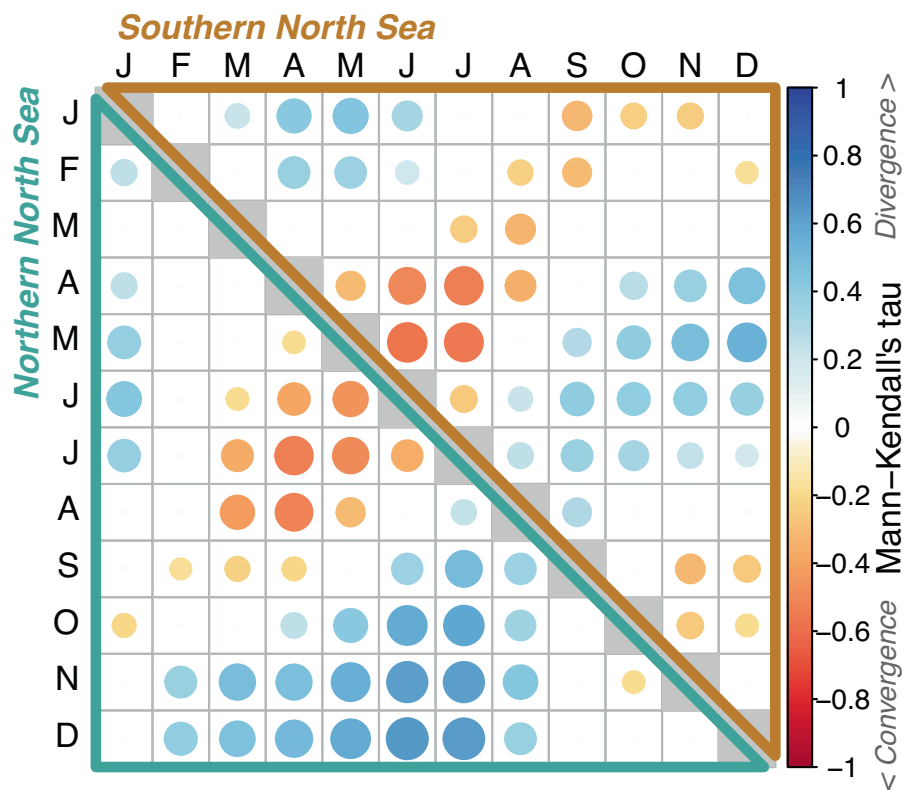 Southern North Sea
J F M A M J J A S O N D
Northern North Sea
J
F
M
A
M
J
J
A
S
O
N
D
1
0.8
0.6
0.4
0.2
0
−0.2
−0.4
−0.6
−0.8
−1
Divergence >
Mann−Kendall's tau
< Convergence